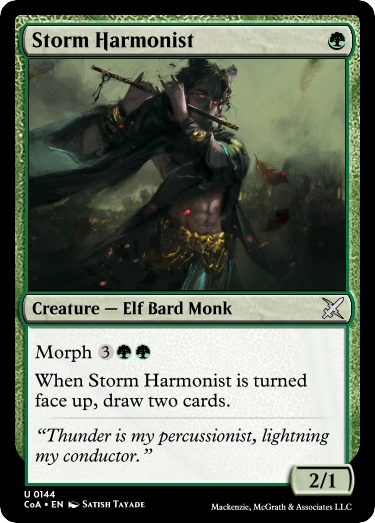 Storm Harmonist
Creature — Elf Bard Monk
Morph 3
When Storm Harmonist is turned
face up, draw two cards.
“Thunder is my percussionist, lightning
my conductor.”
2/1
U 0144
CoA • EN Satish Tayade
Mackenzie, McGrath & Associates LLC